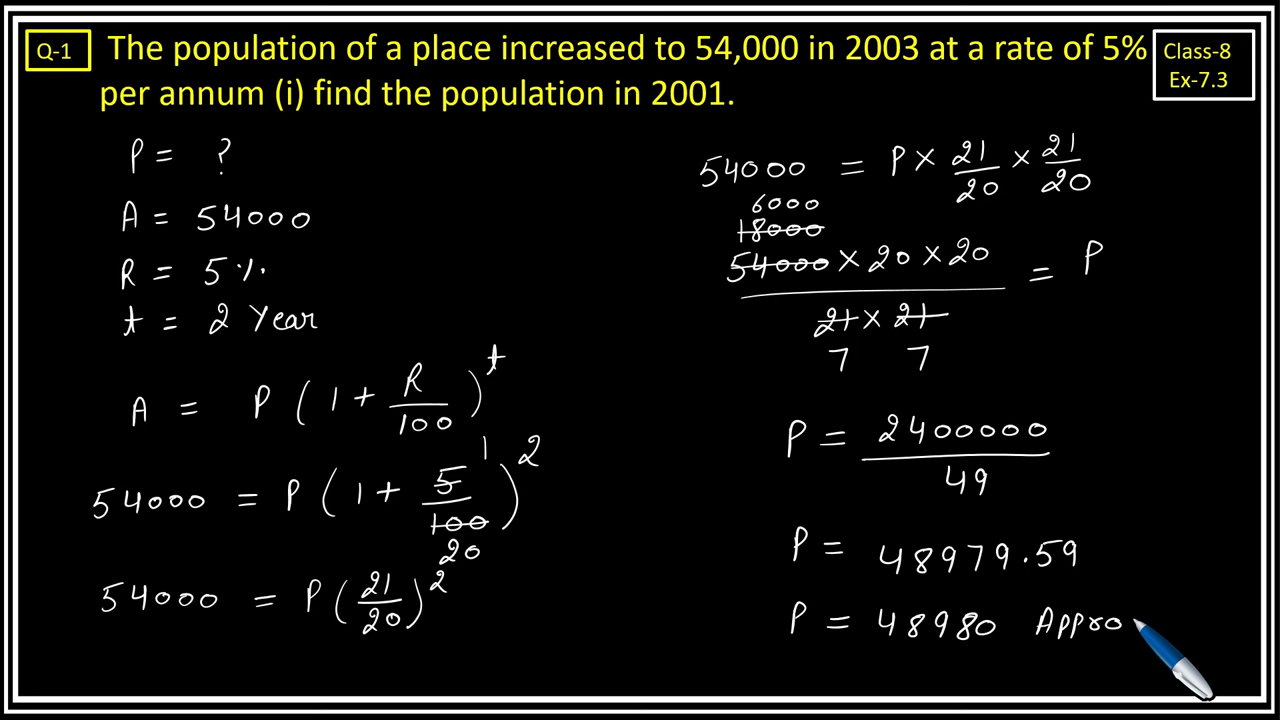 Q-1
The population of a place increased to 54,000 in 2003 at a rate of 5%
per annum (i) find the population in 2001.
Class-8
Ex-7.3
P = ?
A = 54000
R = 5%
t = 2 Year
A = P ( 1 + R/100 )^t
54000 = P ( 1 + 5/100 )^2
1
20
54000 = P ( 21/20 )^2
54000 = P × 21/20 × 21/20
6000
18000
54000 × 20 × 20 / 21 × 21 = P
7 7
P = 2400000/49
P = 48979.59
P = 48980 Appro